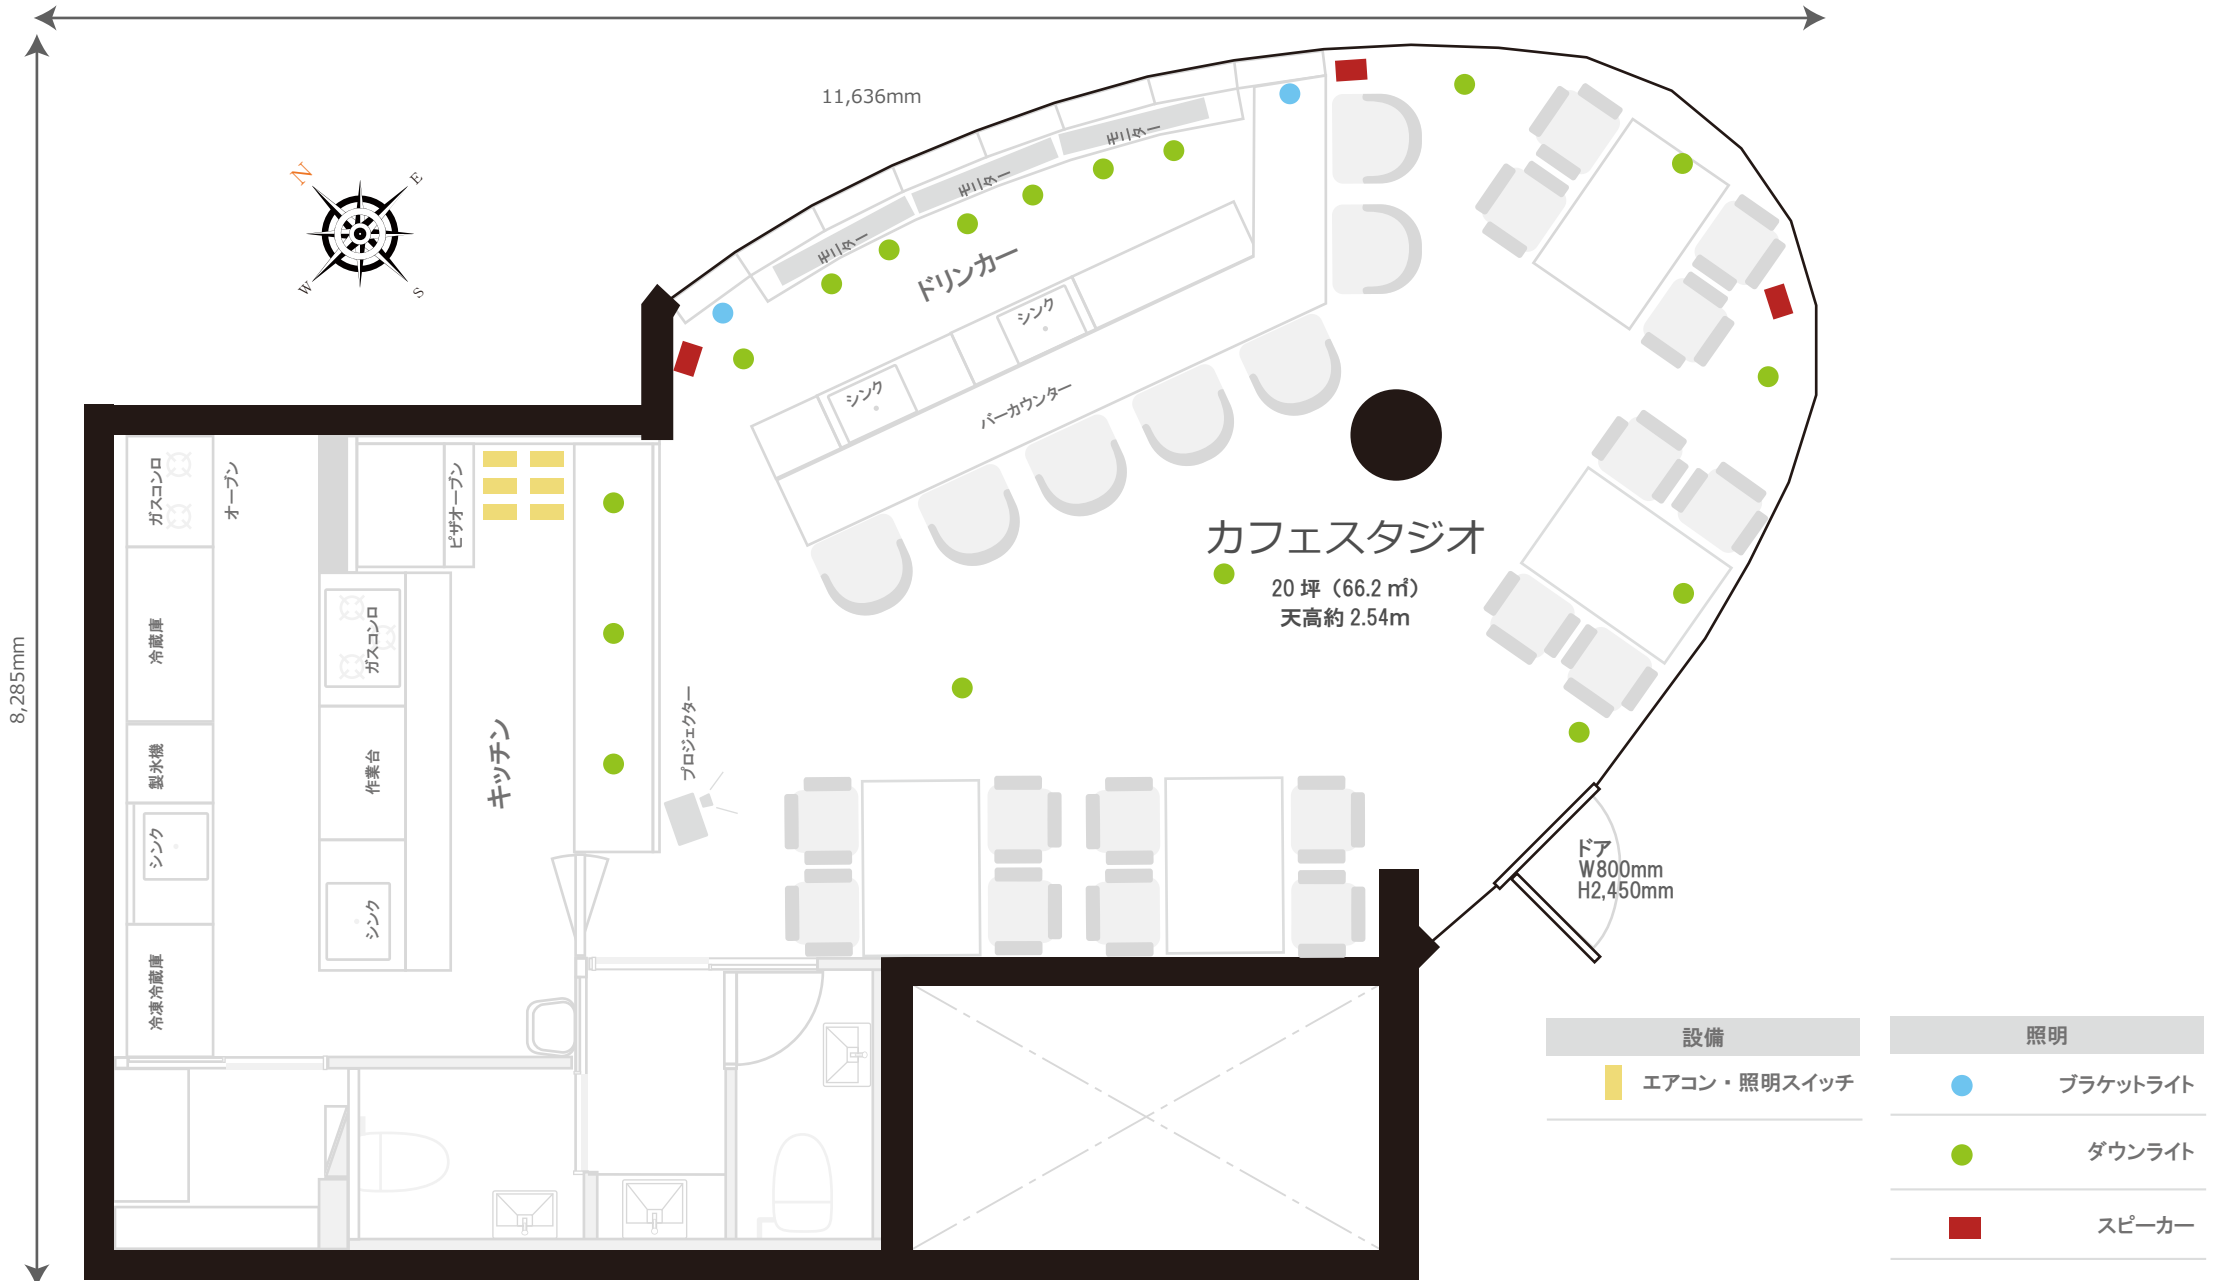 11,636mm
8,285mm
N
E
W
S
モニター
モニター
モニター
ドリンカー
シンク
シンク
バーカウンター
カフェスタジオ
20 坪（66.2 ㎡）
天高約 2.54m
ガスコンロ
オーブン
ピザオーブン
冷蔵庫
ガスコンロ
製氷機
作業台
キッチン
プロジェクター
シンク
シンク
冷凍冷蔵庫
ドア
W800mm
H2,450mm
設備
エアコン・照明スイッチ
照明
ブラケットライト
ダウンライト
スピーカー